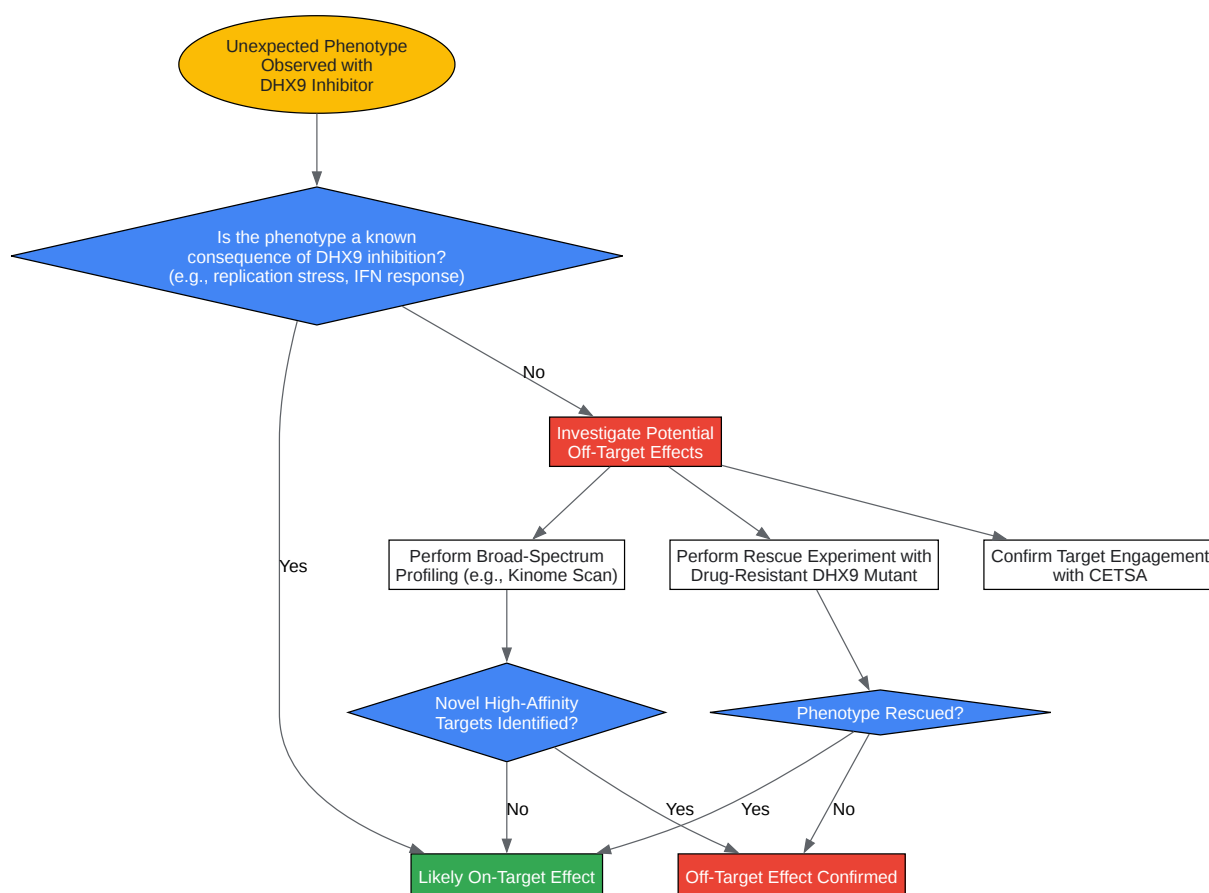 Unexpected Phenotype
Observed with
DHX9 Inhibitor
Is the phenotype a known
consequence of DHX9 inhibition?
(e.g., replication stress, IFN response)
No
Investigate Potential
Off-Target Effects
Yes
Perform Broad-Spectrum
Profiling (e.g., Kinome Scan)
Perform Rescue Experiment with
Drug-Resistant DHX9 Mutant
Confirm Target Engagement
with CETSA
Novel High-Affinity
Targets Identified?
Phenotype Rescued?
No
Yes
Yes
No
Likely On-Target Effect
Off-Target Effect Confirmed